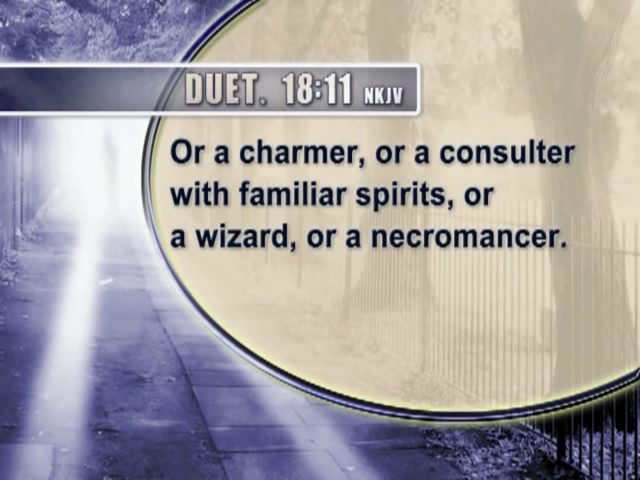 DUET. 18:11 NKJV
Or a charmer, or a consulter
with familiar spirits, or
a wizard, or a necromancer.